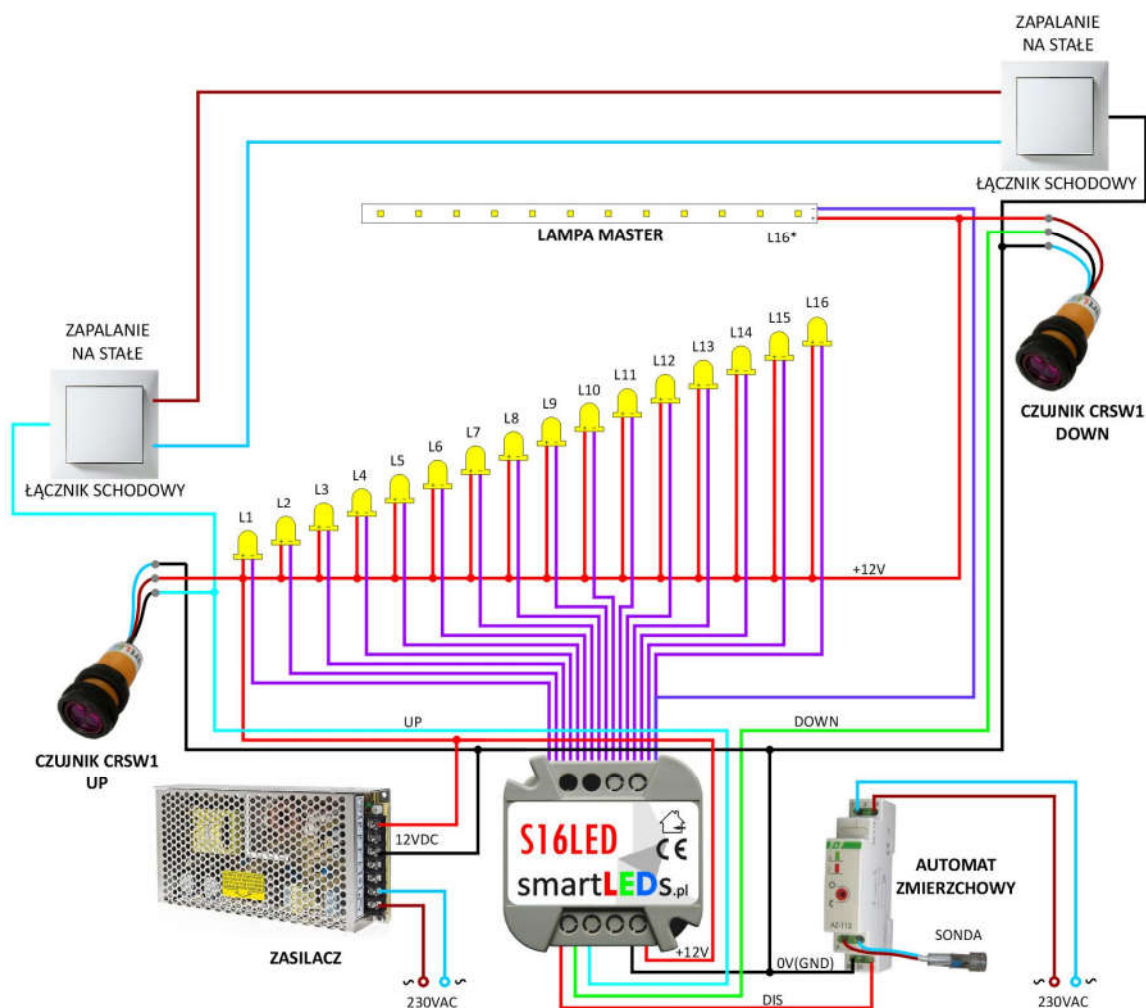 ZAPALANIE
NA STAŁE
ŁĄCZNIK SCHODOWY
LAMPA MASTER
L16*
ZAPALANIE
NA STAŁE
ŁĄCZNIK SCHODOWY
CZUJNIK CRSW1
DOWN
L1
L2
L3
L4
L5
L6
L7
L8
L9
L10
L11
L12
L13
L14
L15
L16
+12V
CZUJNIK CRSW1
UP
UP
DOWN
12VDC
ZASILACZ
230VAC
S16LED
CE
smartLEDs.pl
+12V
0V(GND)
DIS
AUTOMAT
ZMIERZCHOWY
SONDA
230VAC